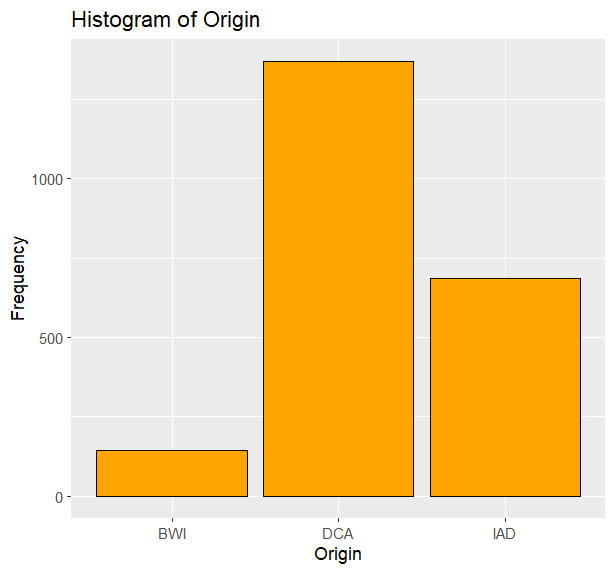 Histogram of Origin
Frequency
1000
500
0
BWI DCA IAD
Origin